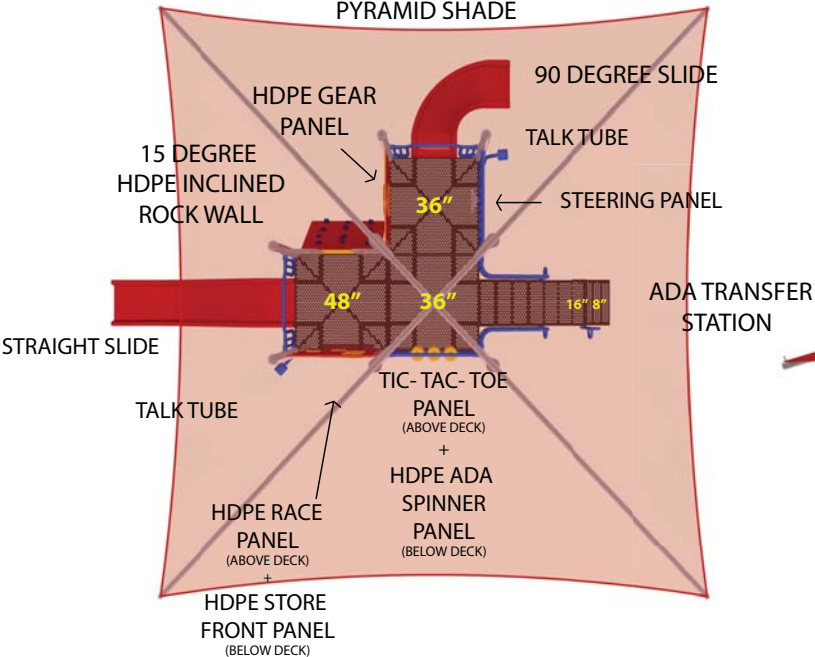 PYRAMID SHADE
90 DEGREE SLIDE
HDPE GEAR
PANEL
TALK TUBE
15 DEGREE
HDPE INCLINED
ROCK WALL
36”
STEERING PANEL
48”
36”
16” 8”
ADA TRANSFER
STATION
STRAIGHT SLIDE
TALK TUBE
TIC- TAC- TOE
PANEL
(ABOVE DECK)
+
HDPE ADA
SPINNER
PANEL
(BELOW DECK)
HDPE RACE
PANEL
(ABOVE DECK)
+
HDPE STORE
FRONT PANEL
(BELOW DECK)